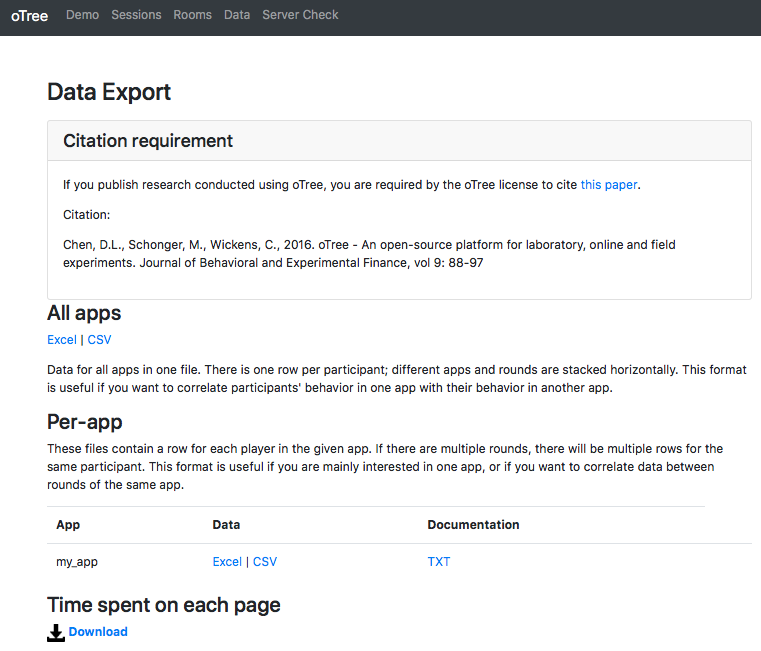 oTree Demo Sessions Rooms Data Server Check
Data Export
Citation requirement
If you publish research conducted using oTree, you are required by the oTree license to cite this paper.
Citation:
Chen, D.L., Schonger, M., Wickens, C., 2016. oTree - An open-source platform for laboratory, online and field
experiments. Journal of Behavioral and Experimental Finance, vol 9: 88-97
All apps
Excel | CSV
Data for all apps in one file. There is one row per participant; different apps and rounds are stacked horizontally. This format
is useful if you want to correlate participants' behavior in one app with their behavior in another app.
Per-app
These files contain a row for each player in the given app. If there are multiple rounds, there will be multiple rows for the
same participant. This format is useful if you are mainly interested in one app, or if you want to correlate data between
rounds of the same app.
App Data Documentation
my_app Excel | CSV TXT
Time spent on each page
Download